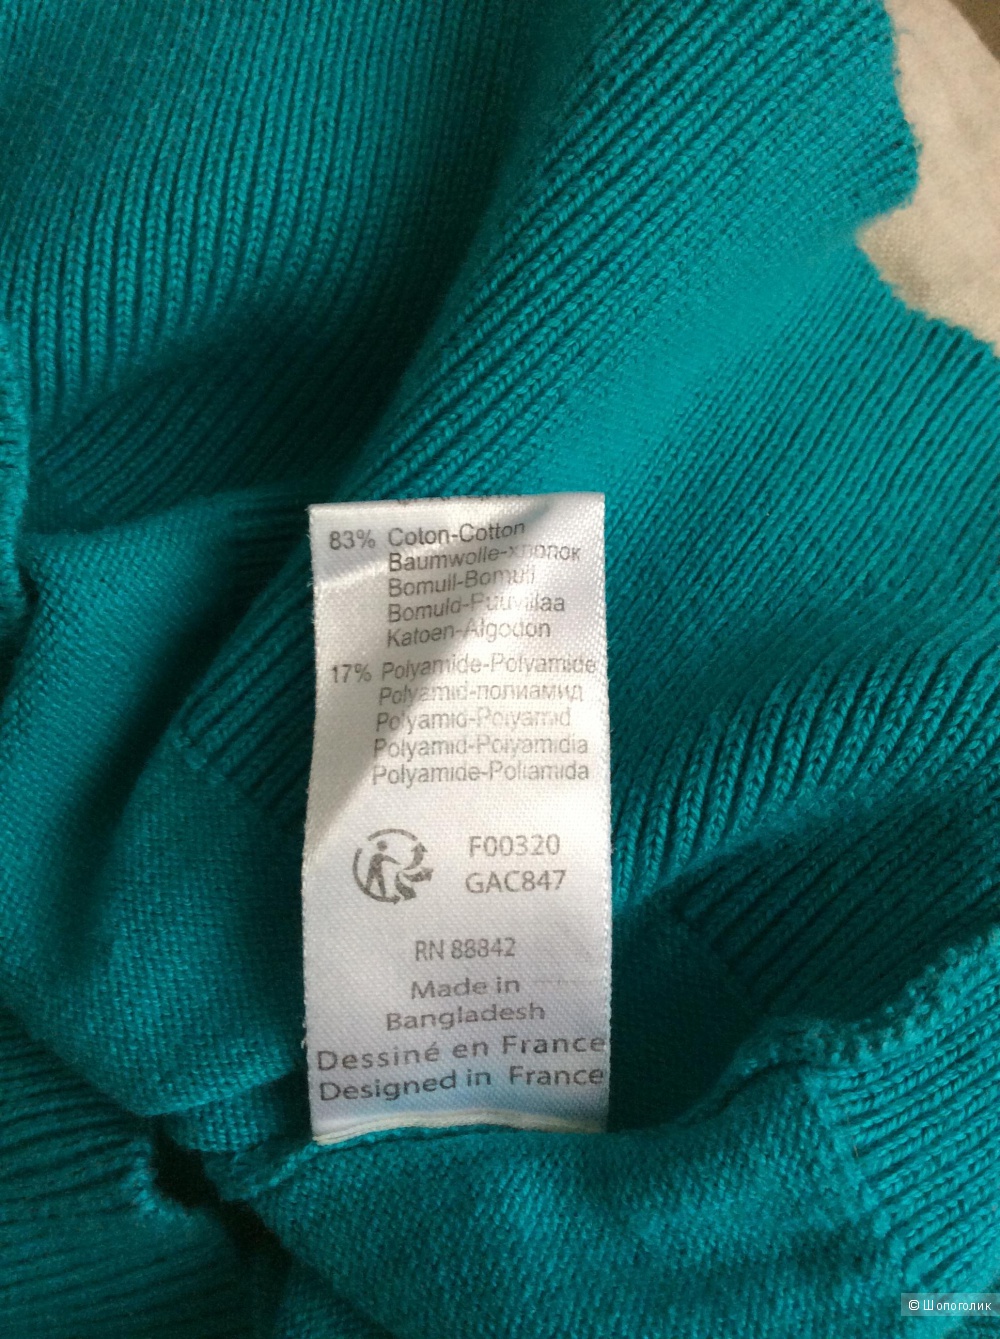 83% Coton-Cotton
Baumwolle-хлопок
Bomull-Bomull
Bomuld-Puuvillaa
Katoen-Algodon
17% Polyamide-Polyamide
Polyamid-полиамид
Polyamid-Polyamid
Polyamid-Polyamidia
Polyamide-Poliamida
F00320
GAC847
RN 88842
Made in
Bangladesh
Dessiné en France
Designed in France
© Шопоголик